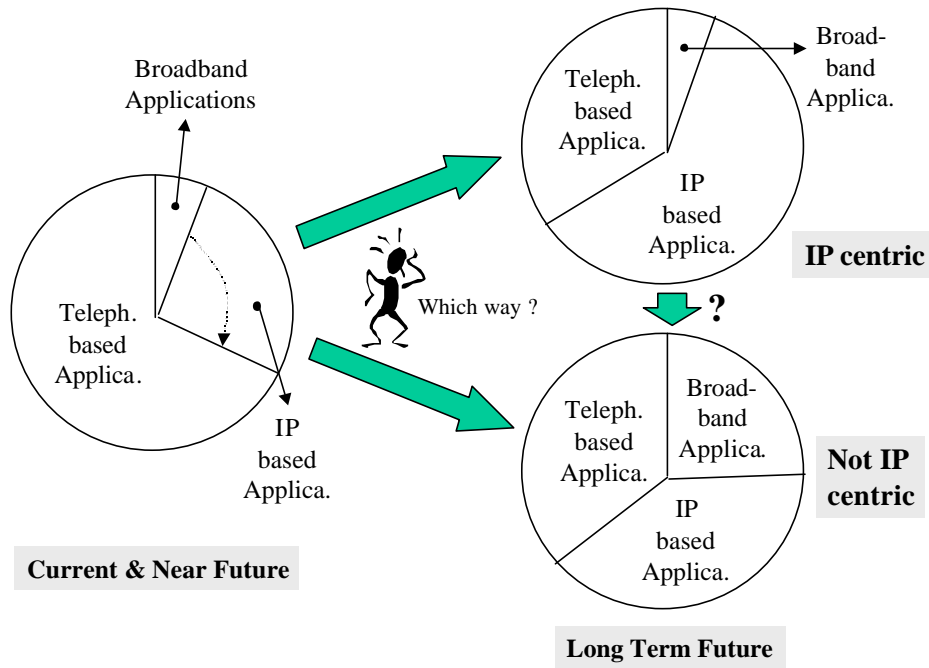 Broadband
Applications
Teleph.
based
Applica.
IP
based
Applica.
Current & Near Future
Which way ?
Teleph.
based
Applica.
Broad-
band
Applica.
IP
based
Applica.
IP centric
?
Teleph.
based
Applica.
Broad-
band
Applica.
IP
based
Applica.
Not IP
centric
Long Term Future